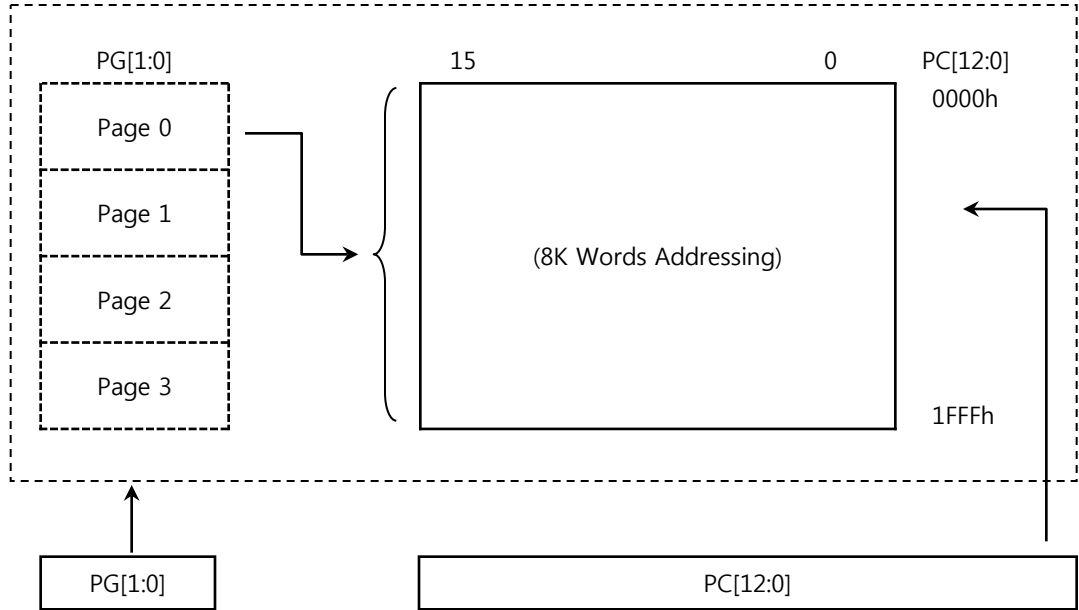 PG[1:0]
15 0 PC[12:0]
0000h
Page 0
Page 1
(8K Words Addressing)
Page 2
Page 3
1FFFh
PG[1:0]
PC[12:0]